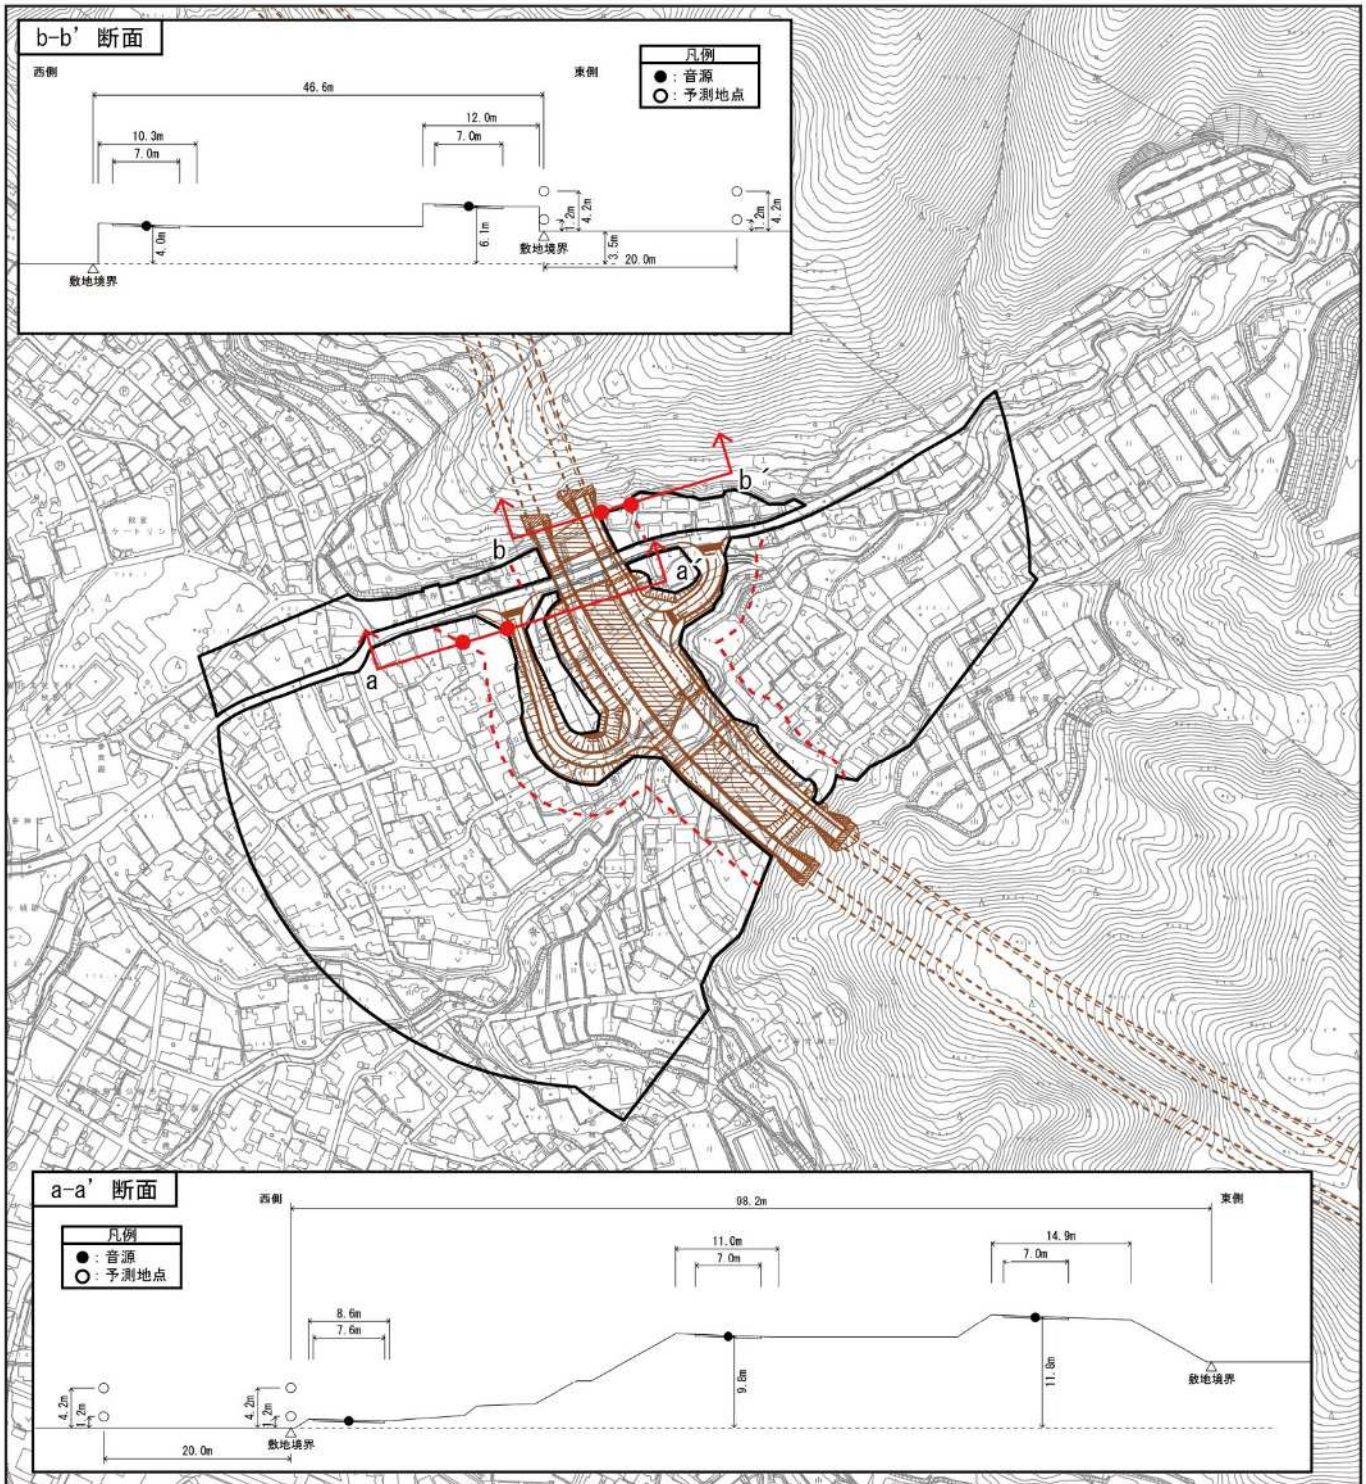 b-b' 断面
西側
東側
凡例
●：音源
○：予測地点
46.6m
10.3m
7.0m
12.0m
7.0m
4.0m
6.1m
1.2m
4.2m
1.2m
4.2m
3.5m
20.0m
敷地境界
敷地境界
b
b´
a
a´
a-a' 断面
西側
東側
凡例
●：音源
○：予測地点
98.2m
11.0m
7.0m
14.9m
7.0m
8.6m
7.6m
9.8m
11.8m
4.2m
1.2m
4.2m
1.2m
20.0m
敷地境界
敷地境界